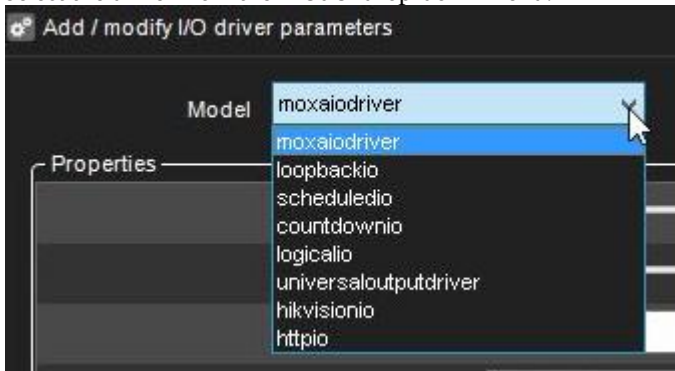 Add / modify I/O driver parameters
Model moxaiodriver
moxaiodriver
Properties
loopbackio
scheduledio
countdownio
logicalio
universaloutputdriver
hikvisionio
httpio